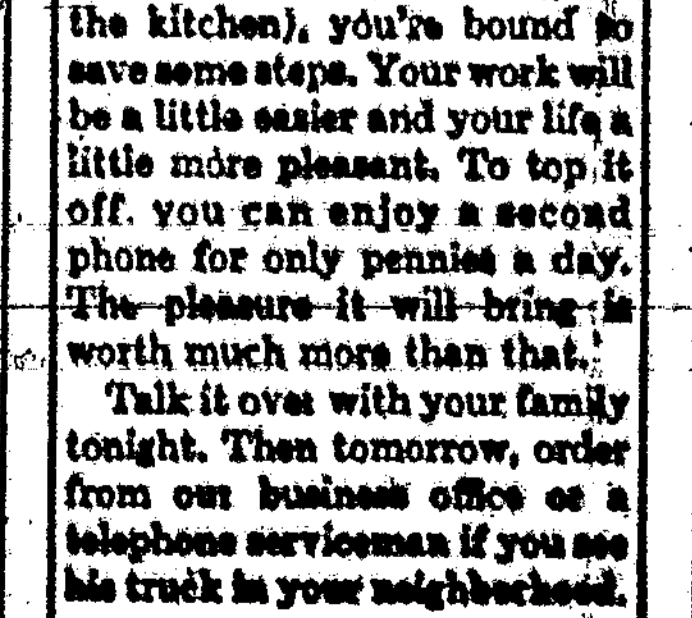 the kitchen), you're bound to
save some steps. Your work will
be a little easier and your life a
little more pleasant. To top it
off, you can enjoy a second
phone for only pennies a day.
The pleasure it will bring is
worth much more than that.
Talk it over with your family
tonight. Then tomorrow, order
from our business office or a
telephone serviceman if you see
his truck in your neighborhood.